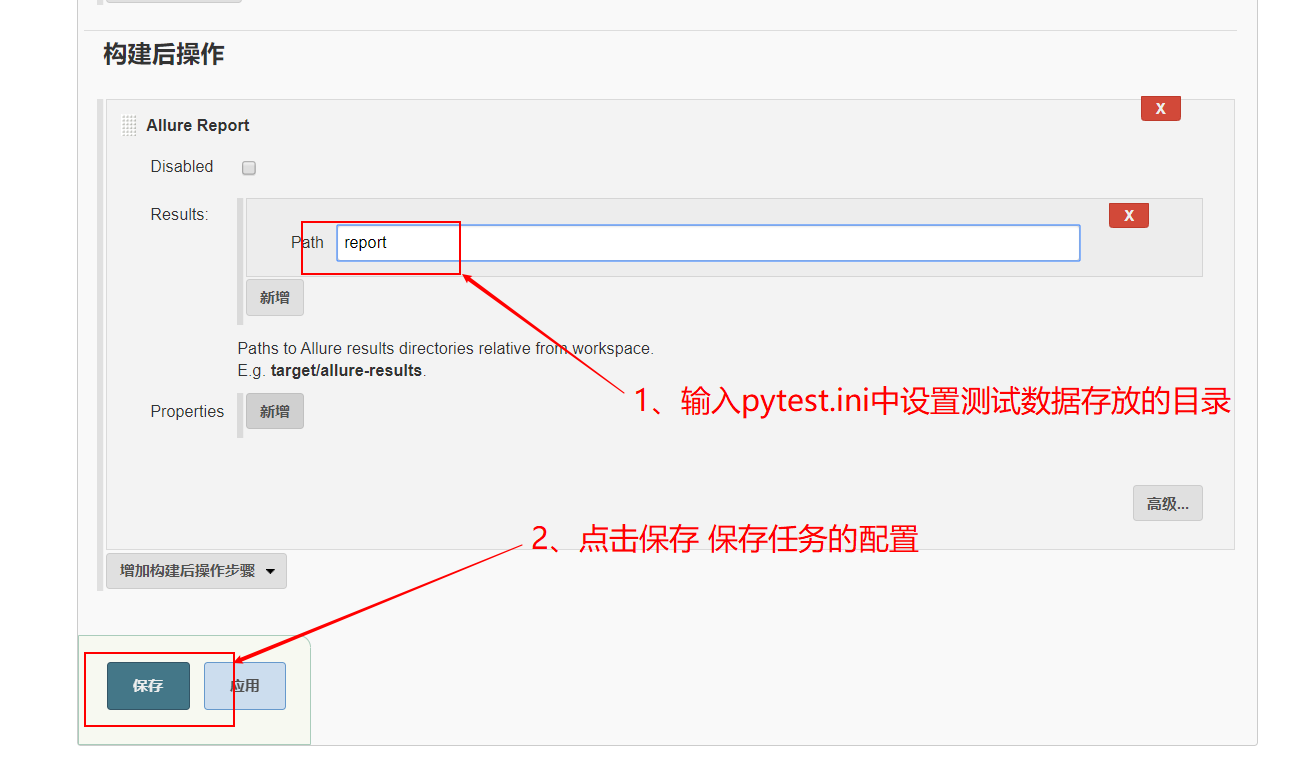 构建后操作
X
Allure Report
Disabled
Results:
X
Path report
新增
Paths to Allure results directories relative from workspace.
E.g. target/allure-results.
1、输入pytest.ini中设置测试数据存放的目录
Properties 新增
高级...
2、点击保存 保存任务的配置
增加构建后操作步骤
保存 应用